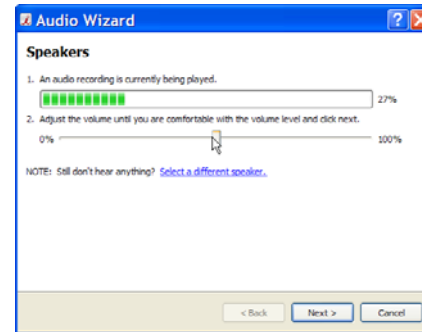 Audio Wizard
Speakers
1. An audio recording is currently being played.
27%
2. Adjust the volume until you are comfortable with the volume level and click next.
0% 100%
NOTE: Still don't hear anything? Select a different speaker.
< Back Next > Cancel